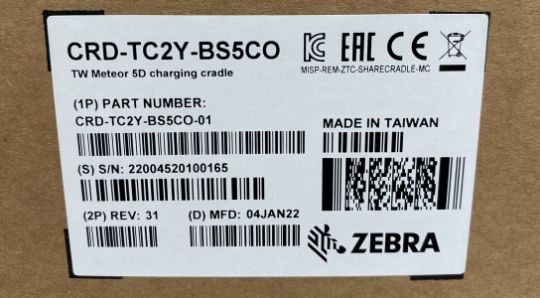 CRD-TC2Y-BS5CO
TW Meteor 5D charging cradle
EAC CE
MISP-REM-ZTC-SHARECRADLE-MC
(1P) PART NUMBER:
CRD-TC2Y-BS5CO-01
MADE IN TAIWAN
(S) S/N: 22004520100165
(2P) REV: 31
(D) MFD: 04JAN22
ZEBRA